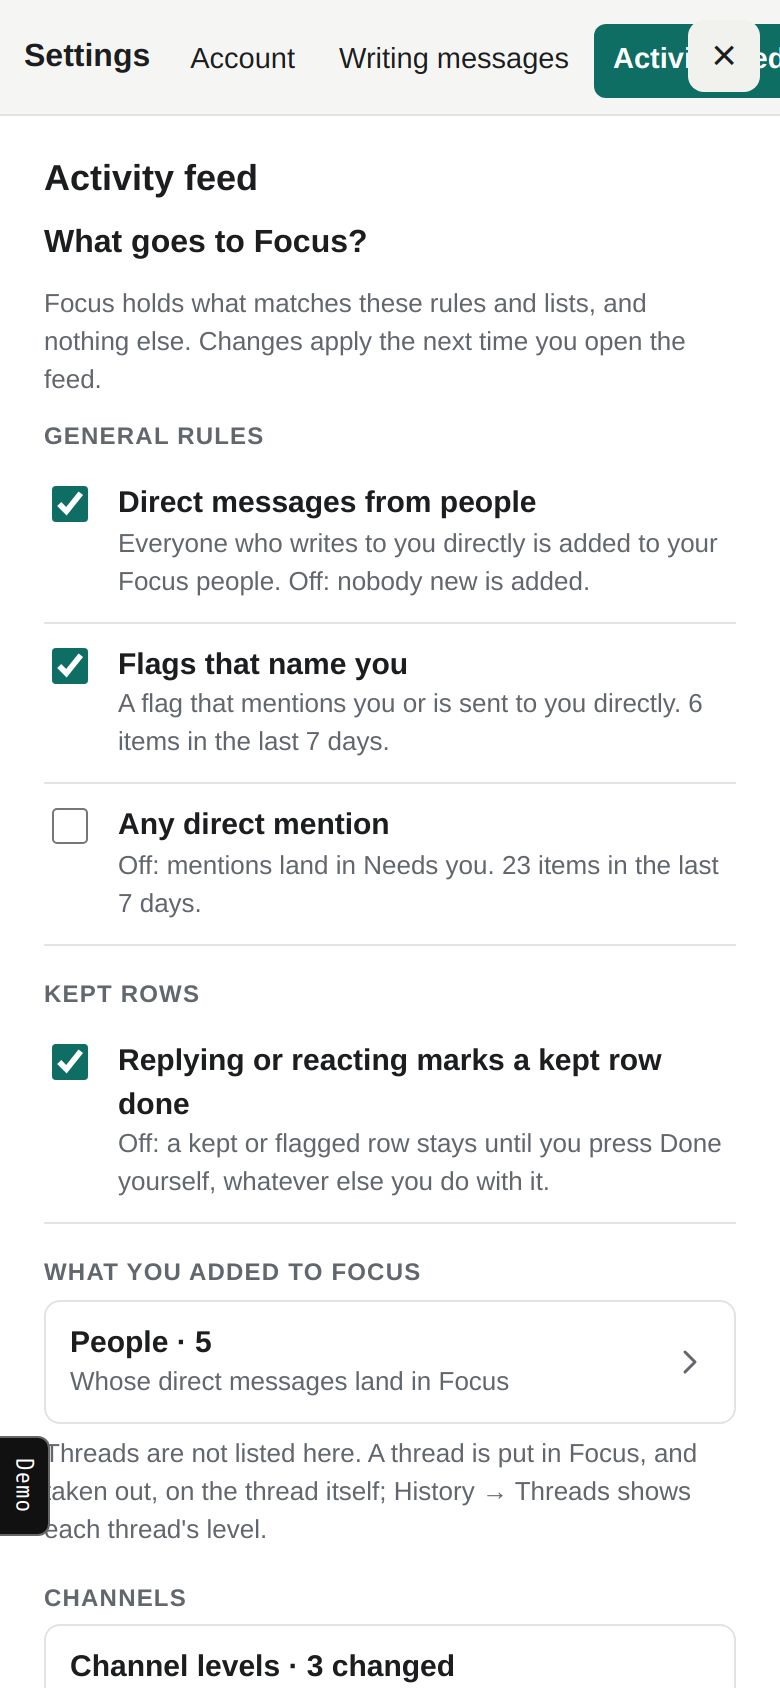 Settings
Account
Writing messages
Activity feed
What goes to Focus?
Focus holds what matches these rules and lists, and
nothing else. Changes apply the next time you open the
feed.
GENERAL RULES
Direct messages from people
Everyone who writes to you directly is added to your
Focus people. Off: nobody new is added.
Flags that name you
A flag that mentions you or is sent to you directly. 6
items in the last 7 days.
Any direct mention
Off: mentions land in Needs you. 23 items in the last
7 days.
KEPT ROWS
Replying or reacting marks a kept row
done
Off: a kept or flagged row stays until you press Done
yourself, whatever else you do with it.
WHAT YOU ADDED TO FOCUS
People · 5
Whose direct messages land in Focus
Threads are not listed here. A thread is put in Focus, and
taken out, on the thread itself; History → Threads shows
each thread's level.
Demo
CHANNELS
Channel levels · 3 changed